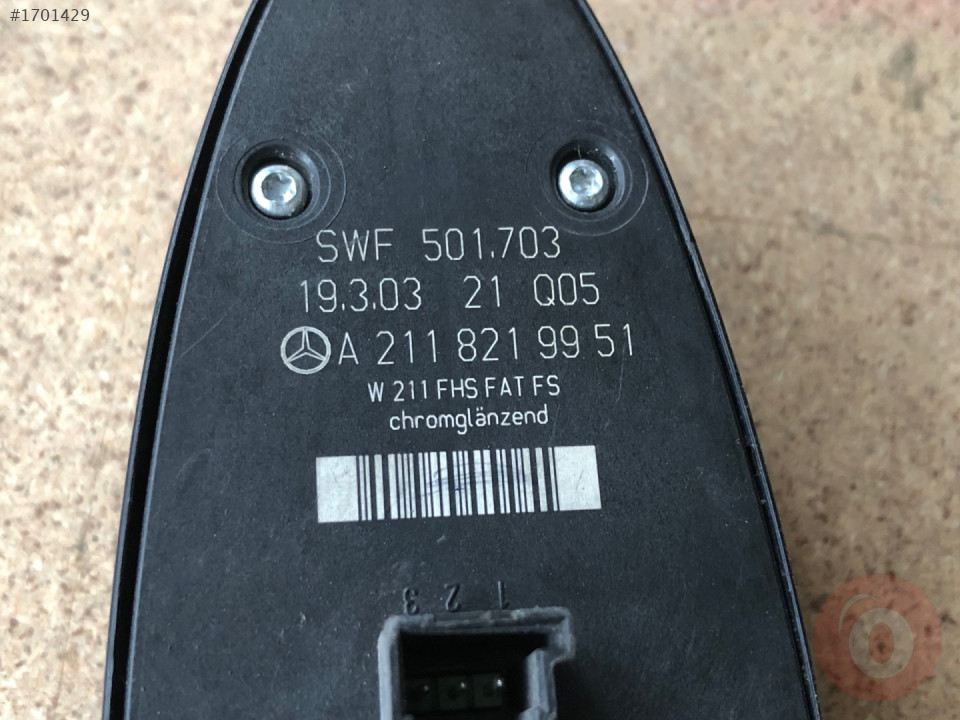 #1701429
SWF 501.703
19.3.03 21 Q05
A 211 821 99 51
W 211 FHS FAT FS
chromglänzend
3 2 1